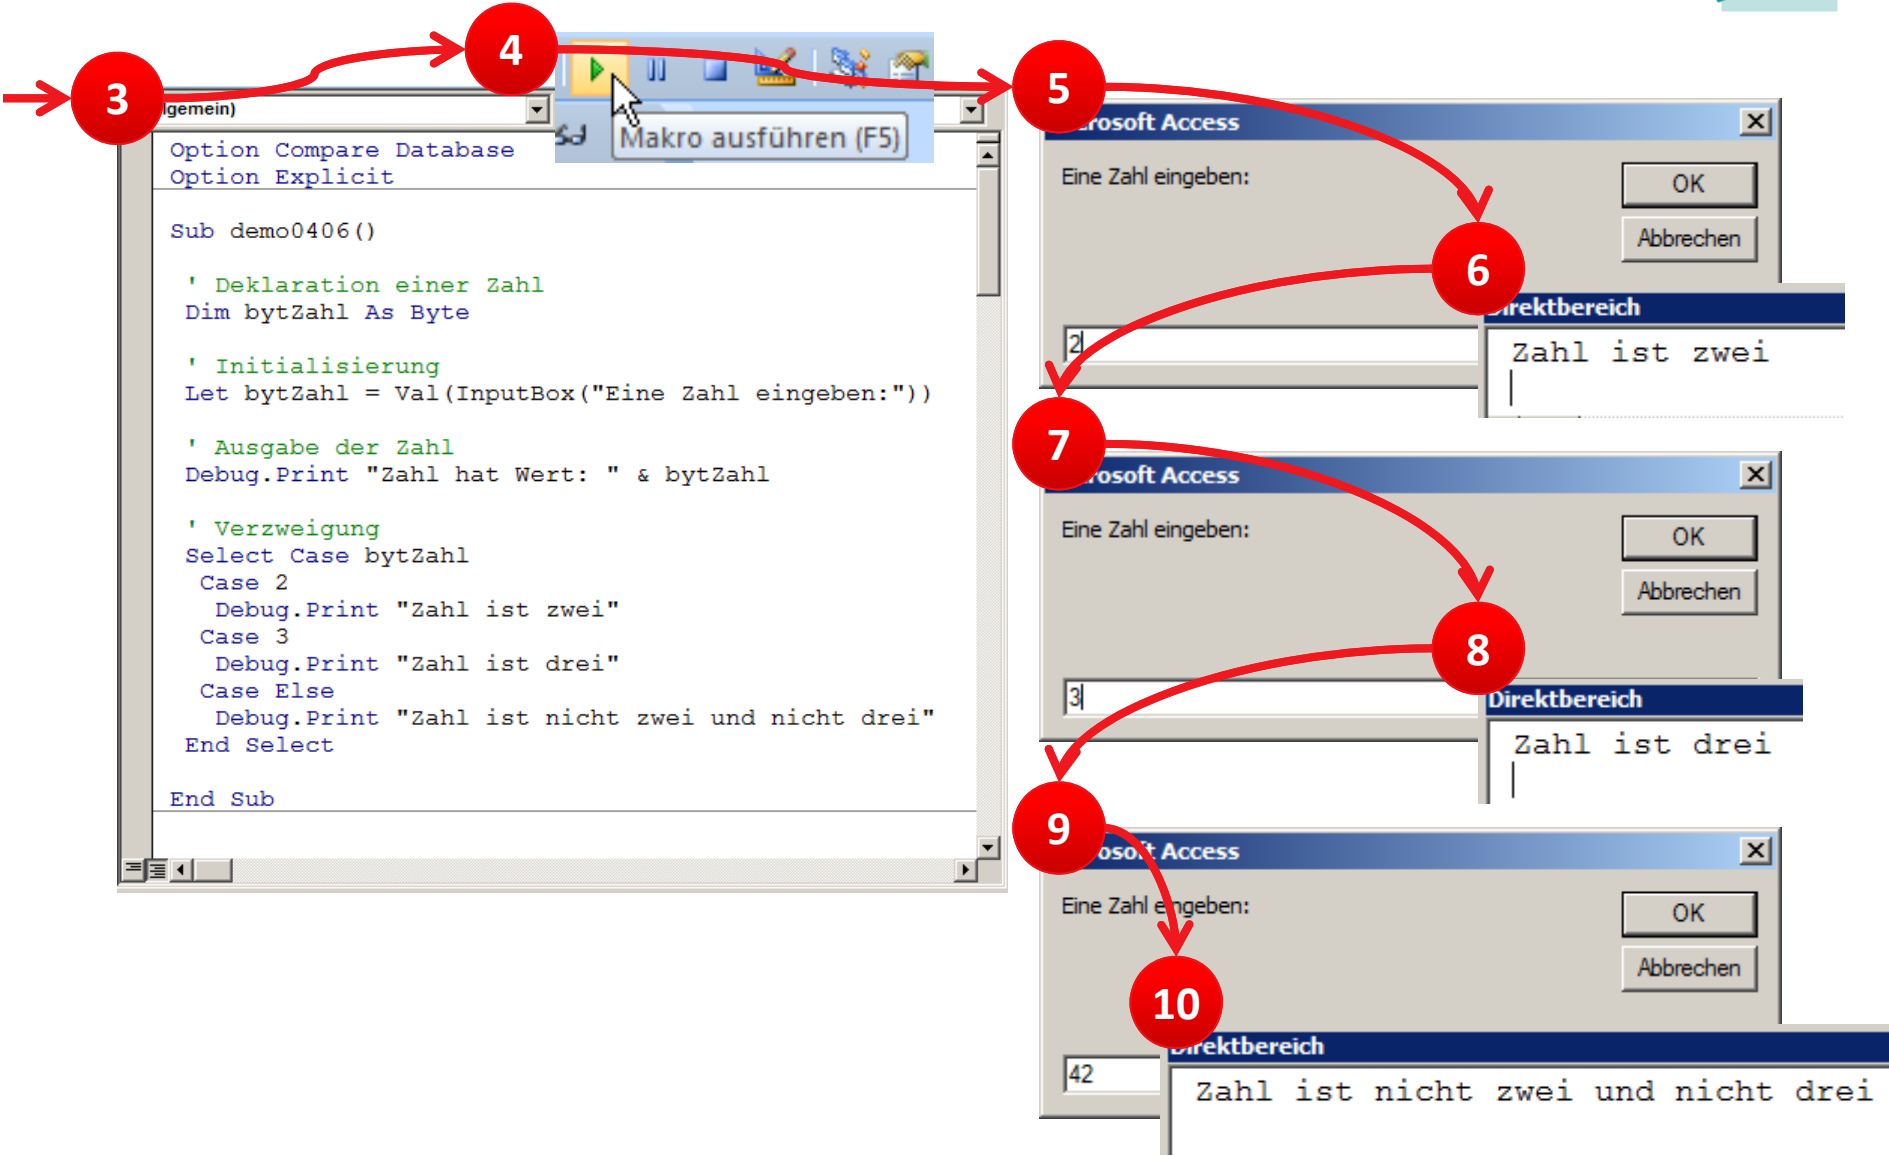 3
4
lgemein)
Makro ausführen (F5)
Option Compare Database
Option Explicit
Sub demo0406()
' Deklaration einer Zahl
Dim bytZahl As Byte
' Initialisierung
Let bytZahl = Val(InputBox("Eine Zahl eingeben:"))
' Ausgabe der Zahl
Debug.Print "Zahl hat Wert: " & bytZahl
' Verzweigung
Select Case bytZahl
Case 2
Debug.Print "Zahl ist zwei"
Case 3
Debug.Print "Zahl ist drei"
Case Else
Debug.Print "Zahl ist nicht zwei und nicht drei"
End Select
End Sub
5
rosoft Access
Eine Zahl eingeben:
OK
Abbrechen
6
2
Direktbereich
Zahl ist zwei
7
rosoft Access
Eine Zahl eingeben:
OK
Abbrechen
8
3
Direktbereich
Zahl ist drei
9
osoft Access
Eine Zahl eingeben:
OK
Abbrechen
10
42
Direktbereich
Zahl ist nicht zwei und nicht drei